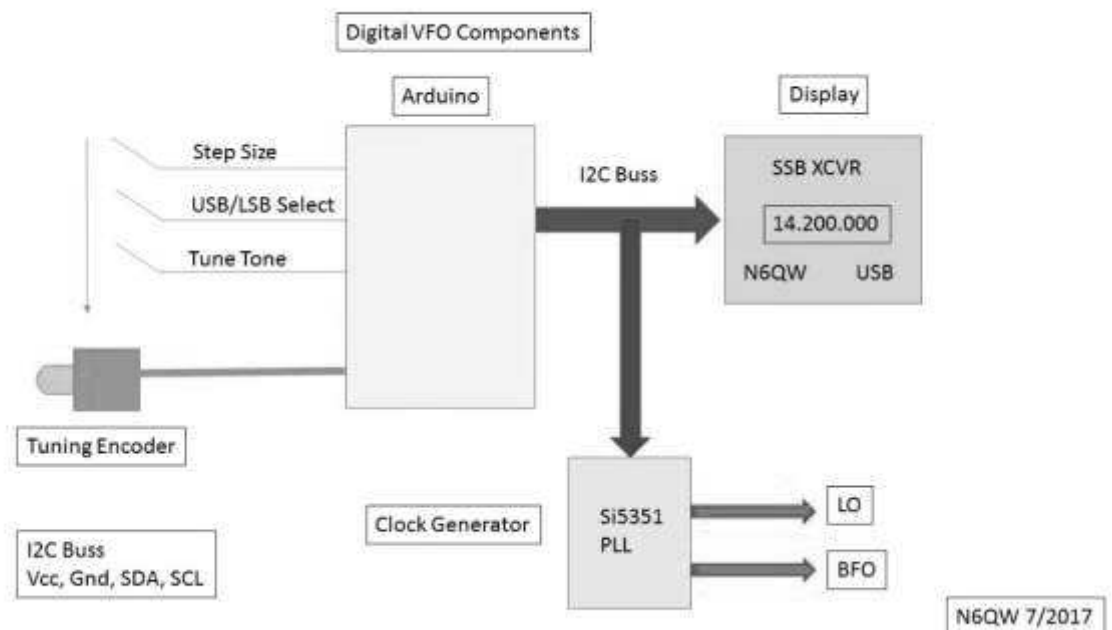 Digital VFO Components
Arduino
Display
Step Size
USB/LSB Select
Tune Tone
I2C Buss
SSB XCVR
14.200.000
N6QW USB
Tuning Encoder
Clock Generator
Si5351
PLL
LO
BFO
I2C Buss
Vcc, Gnd, SDA, SCL
N6QW 7/2017